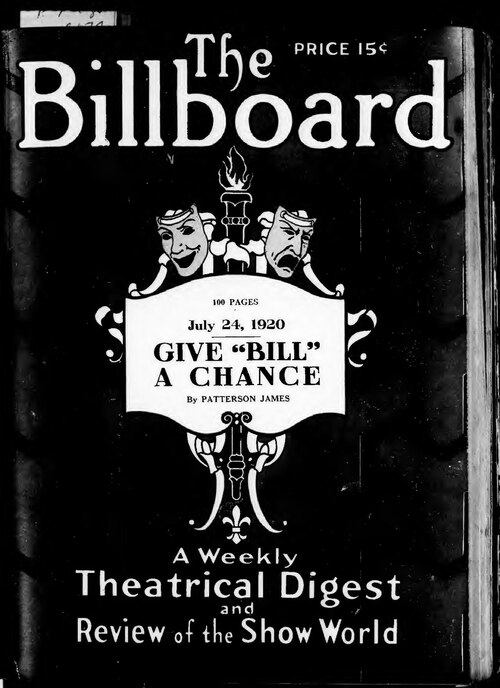 The
PRICE 15¢
Billboard
100 PAGES
July 24, 1920
GIVE "BILL"
A CHANCE
By PATTERSON JAMES
A Weekly
Theatrical Digest
and
Review of the Show World